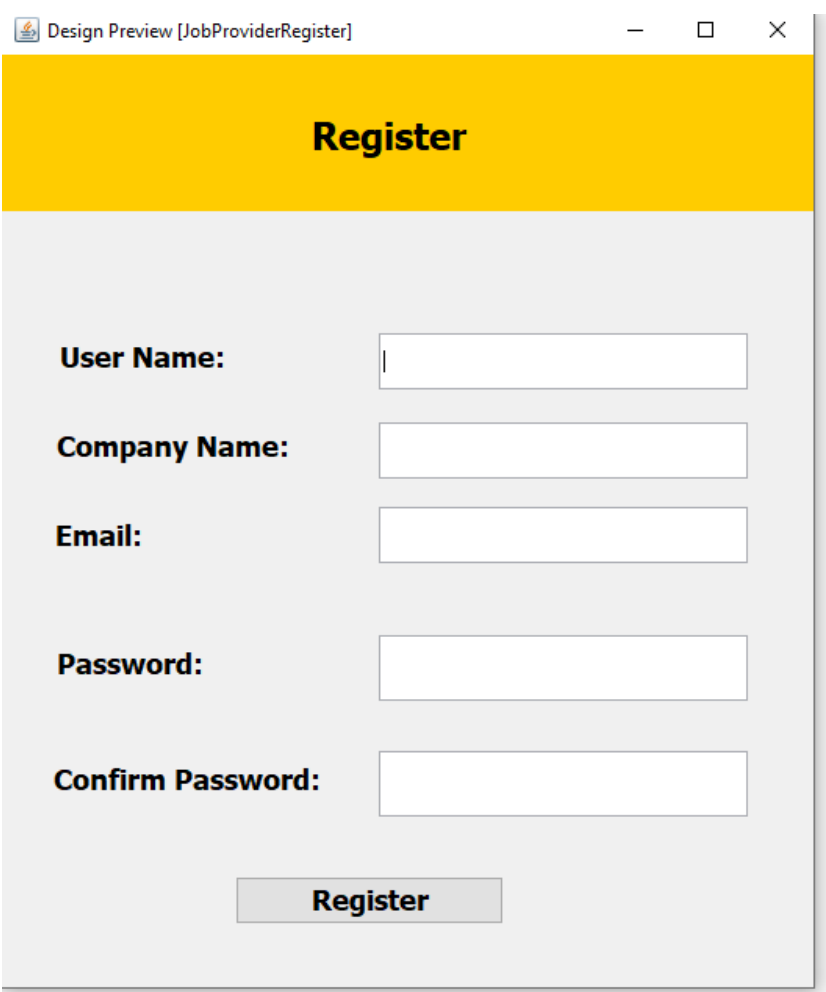 Design Preview [JobProviderRegister]
Register
User Name:
Company Name:
Email:
Password:
Confirm Password:
Register